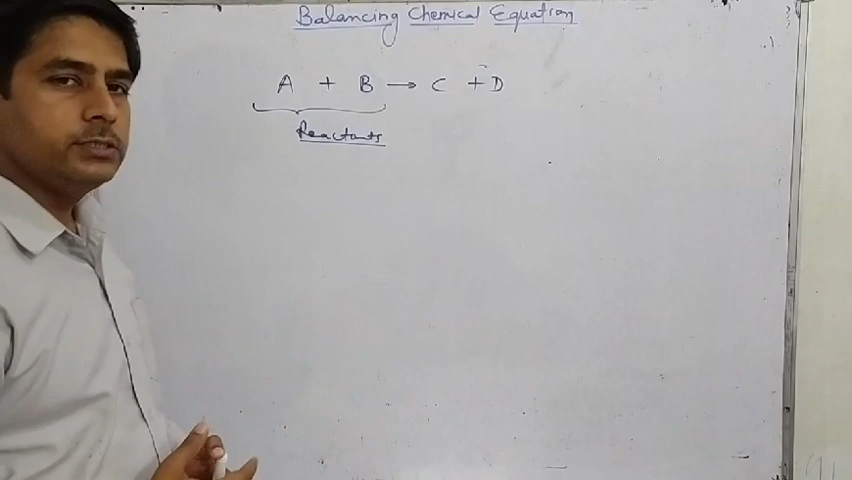 Balancing Chemical Equation
A + B → C + D
Reactants